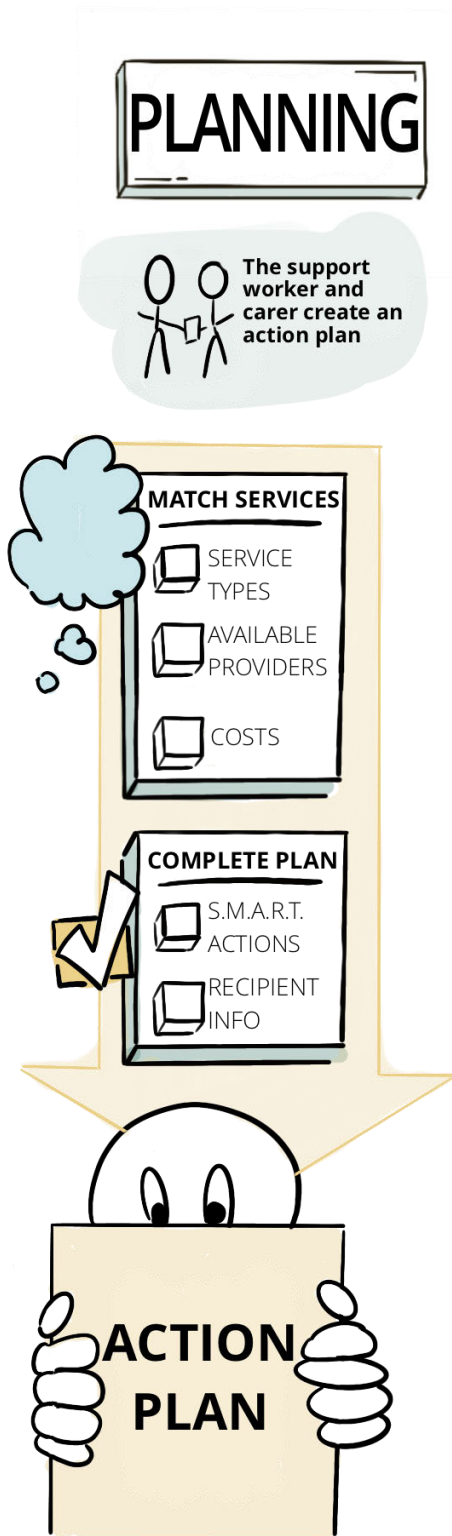 PLANNING
The support
worker and
carer create an
action plan
MATCH SERVICES
SERVICE
TYPES
AVAILABLE
PROVIDERS
COSTS
COMPLETE PLAN
S.M.A.R.T.
ACTIONS
RECIPIENT
INFO
ACTION
PLAN